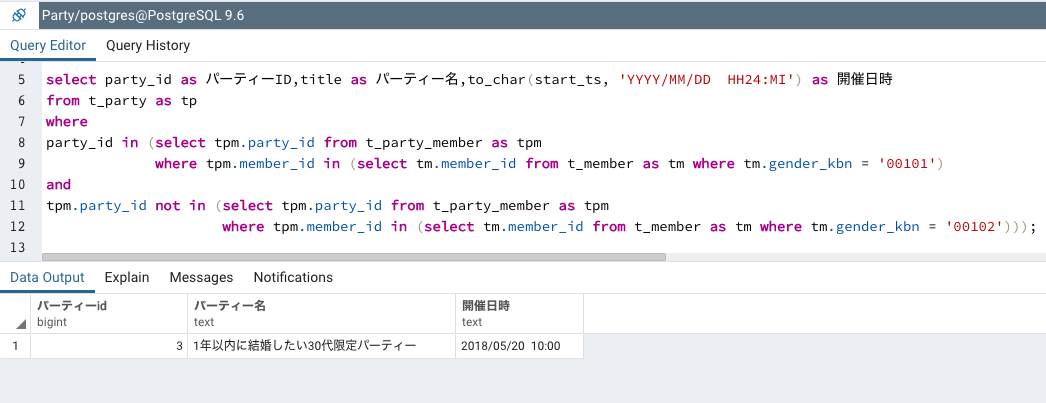 Party/postgres@PostgreSQL 9.6
Query Editor Query History
5 select party_id as パーティーID,title as パーティー名,to_char(start_ts, 'YYYY/MM/DD  HH24:MI') as 開催日時
6 from t_party as tp
7 where
8 party_id in (select tpm.party_id from t_party_member as tpm
9 where tpm.member_id in (select tm.member_id from t_member as tm where tm.gender_kbn = '00101')
10 and
11 tpm.party_id not in (select tpm.party_id from t_party_member as tpm
12 where tpm.member_id in (select tm.member_id from t_member as tm where tm.gender_kbn = '00102')));
13
Data Output Explain Messages Notifications
パーティーid パーティー名 開催日時
bigint text text
1 3 1年以内に結婚したい30代限定パーティー 2018/05/20  10:00